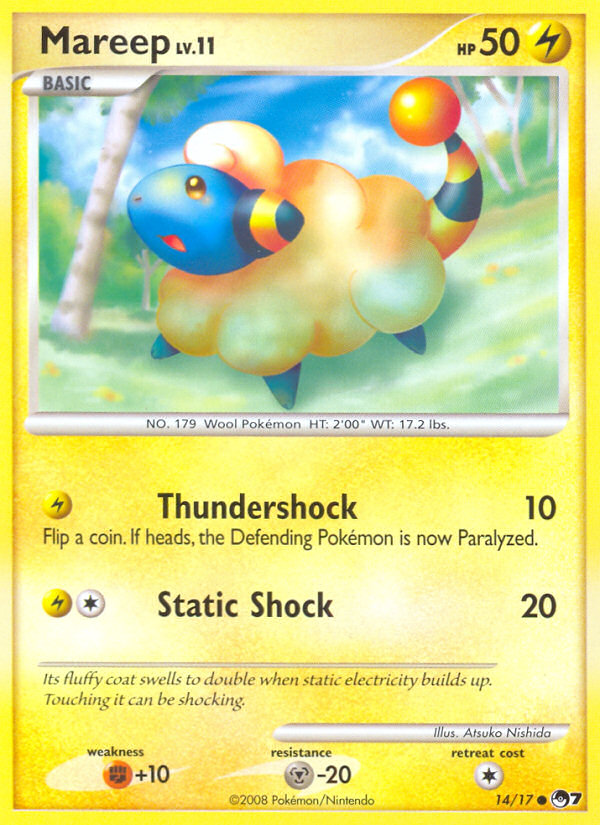 Mareep LV.11 HP 50
BASIC
NO. 179 Wool Pokémon HT: 2'00" WT: 17.2 lbs.
Thundershock 10
Flip a coin. If heads, the Defending Pokémon is now Paralyzed.
Static Shock 20
Its fluffy coat swells to double when static electricity builds up.
Touching it can be shocking.
Illus. Atsuko Nishida
weakness resistance retreat cost
+10 -20
©2008 Pokémon/Nintendo 14/17 7